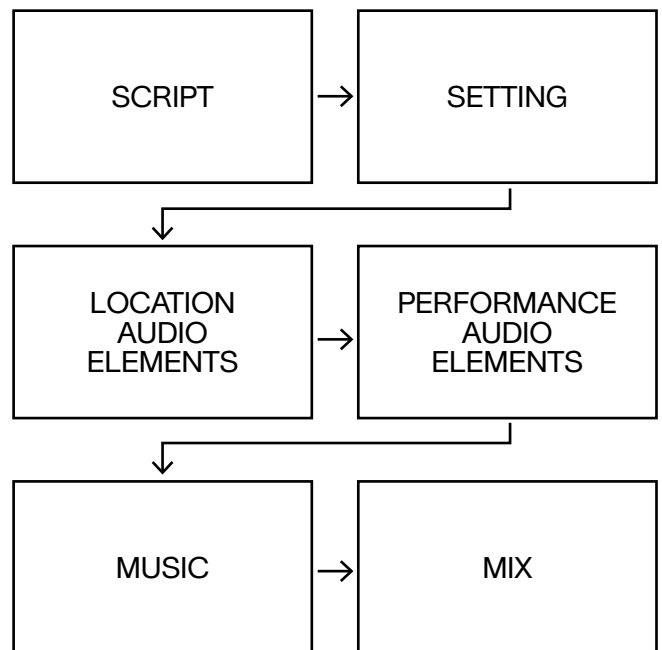 SCRIPT
SETTING
LOCATION
AUDIO
ELEMENTS
PERFORMANCE
AUDIO
ELEMENTS
MUSIC
MIX